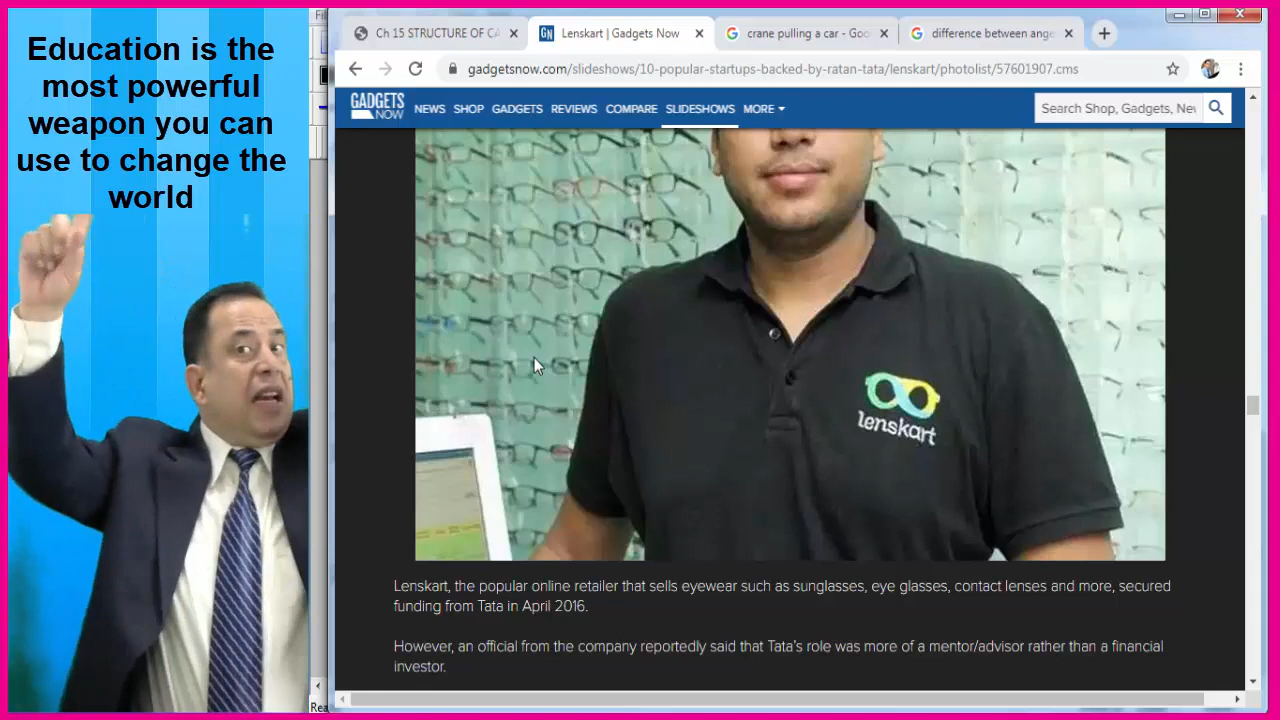 Education is the
most powerful
weapon you can
use to change the
world
Fi
Ch 15 STRUCTURE OF CA
Lenskart | Gadgets Now
crane pulling a car - Goo
difference between ange
gadgetsnow.com/slideshows/10-popular-startups-backed-by-ratan-tata/lenskart/photolist/57601907.cms
GADGETS
NOW
NEWS SHOP GADGETS REVIEWS COMPARE SLIDESHOWS MORE
Search Shop, Gadgets, Nev
lenskart
Lenskart, the popular online retailer that sells eyewear such as sunglasses, eye glasses, contact lenses and more, secured
funding from Tata in April 2016.
However, an official from the company reportedly said that Tata's role was more of a mentor/advisor rather than a financial
investor.
Rea